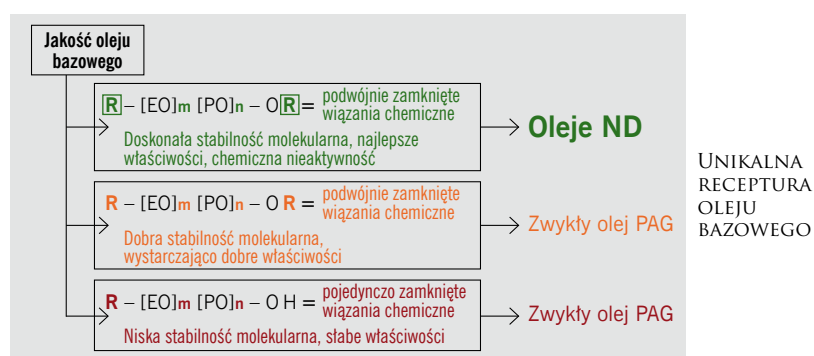 Jakość oleju
bazowego
R – [EO]m [PO]n – OR = podwójnie zamknięte
wiązania chemiczne
Doskonała stabilność molekularna, najlepsze
właściwości, chemiczna nieaktywność
Oleje ND
R – [EO]m [PO]n – O R = podwójnie zamknięte
wiązania chemiczne
Dobra stabilność molekularna,
wystarczająco dobre właściwości
Zwykły olej PAG
R – [EO]m [PO]n – O H = pojedynczo zamknięte
wiązania chemiczne
Niska stabilność molekularna, słabe właściwości
Zwykły olej PAG
Unikalna
receptura
oleju
bazowego